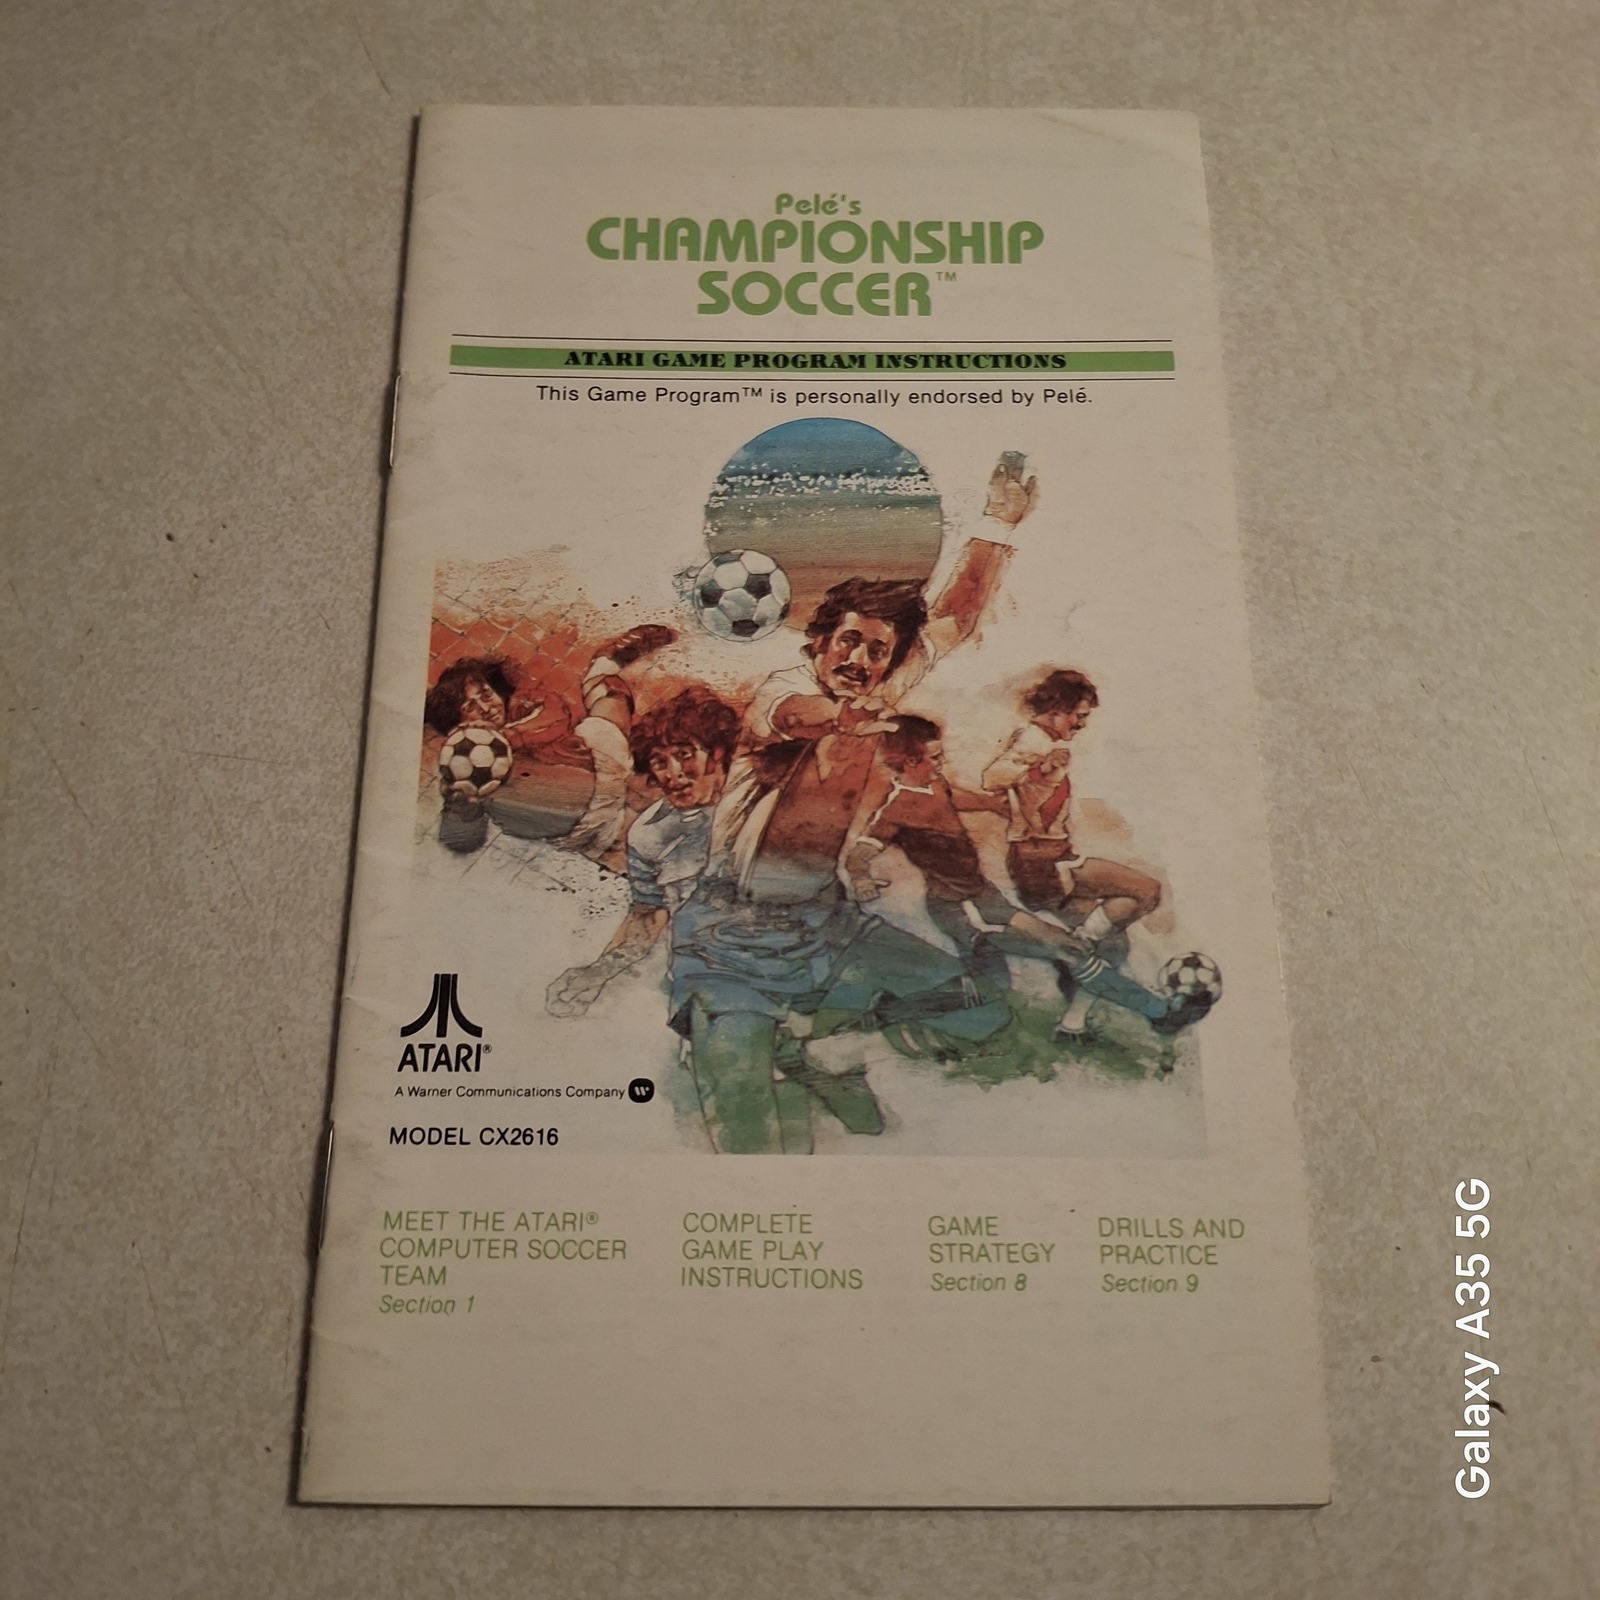 Pelé's
CHAMPIONSHIP
SOCCER™
ATARI GAME PROGRAM INSTRUCTIONS
This Game Program™ is personally endorsed by Pelé.
ATARI®
A Warner Communications Company
MODEL CX2616
MEET THE ATARI®
COMPUTER SOCCER
TEAM
Section 1
COMPLETE
GAME PLAY
INSTRUCTIONS
GAME
STRATEGY
Section 8
DRILLS AND
PRACTICE
Section 9
Galaxy A35 5G